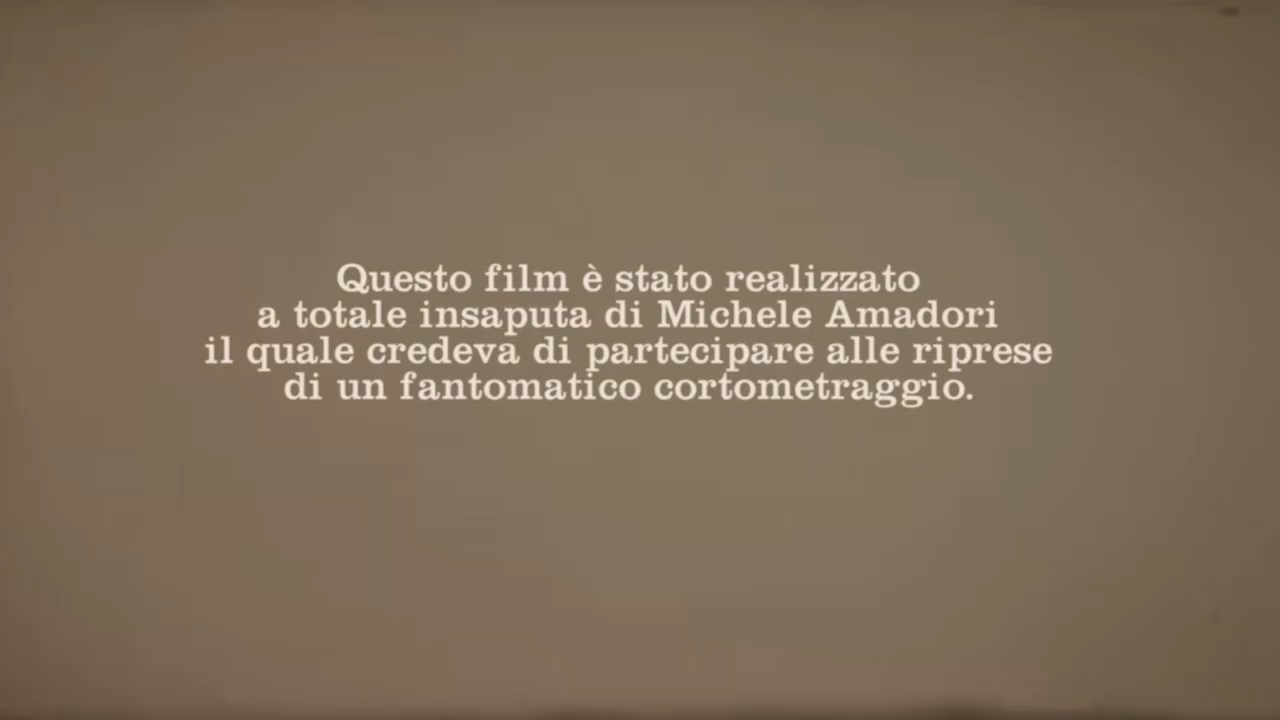 Questo film è stato realizzato
a totale insaputa di Michele Amadori
il quale credeva di partecipare alle riprese
di un fantomatico cortometraggio.